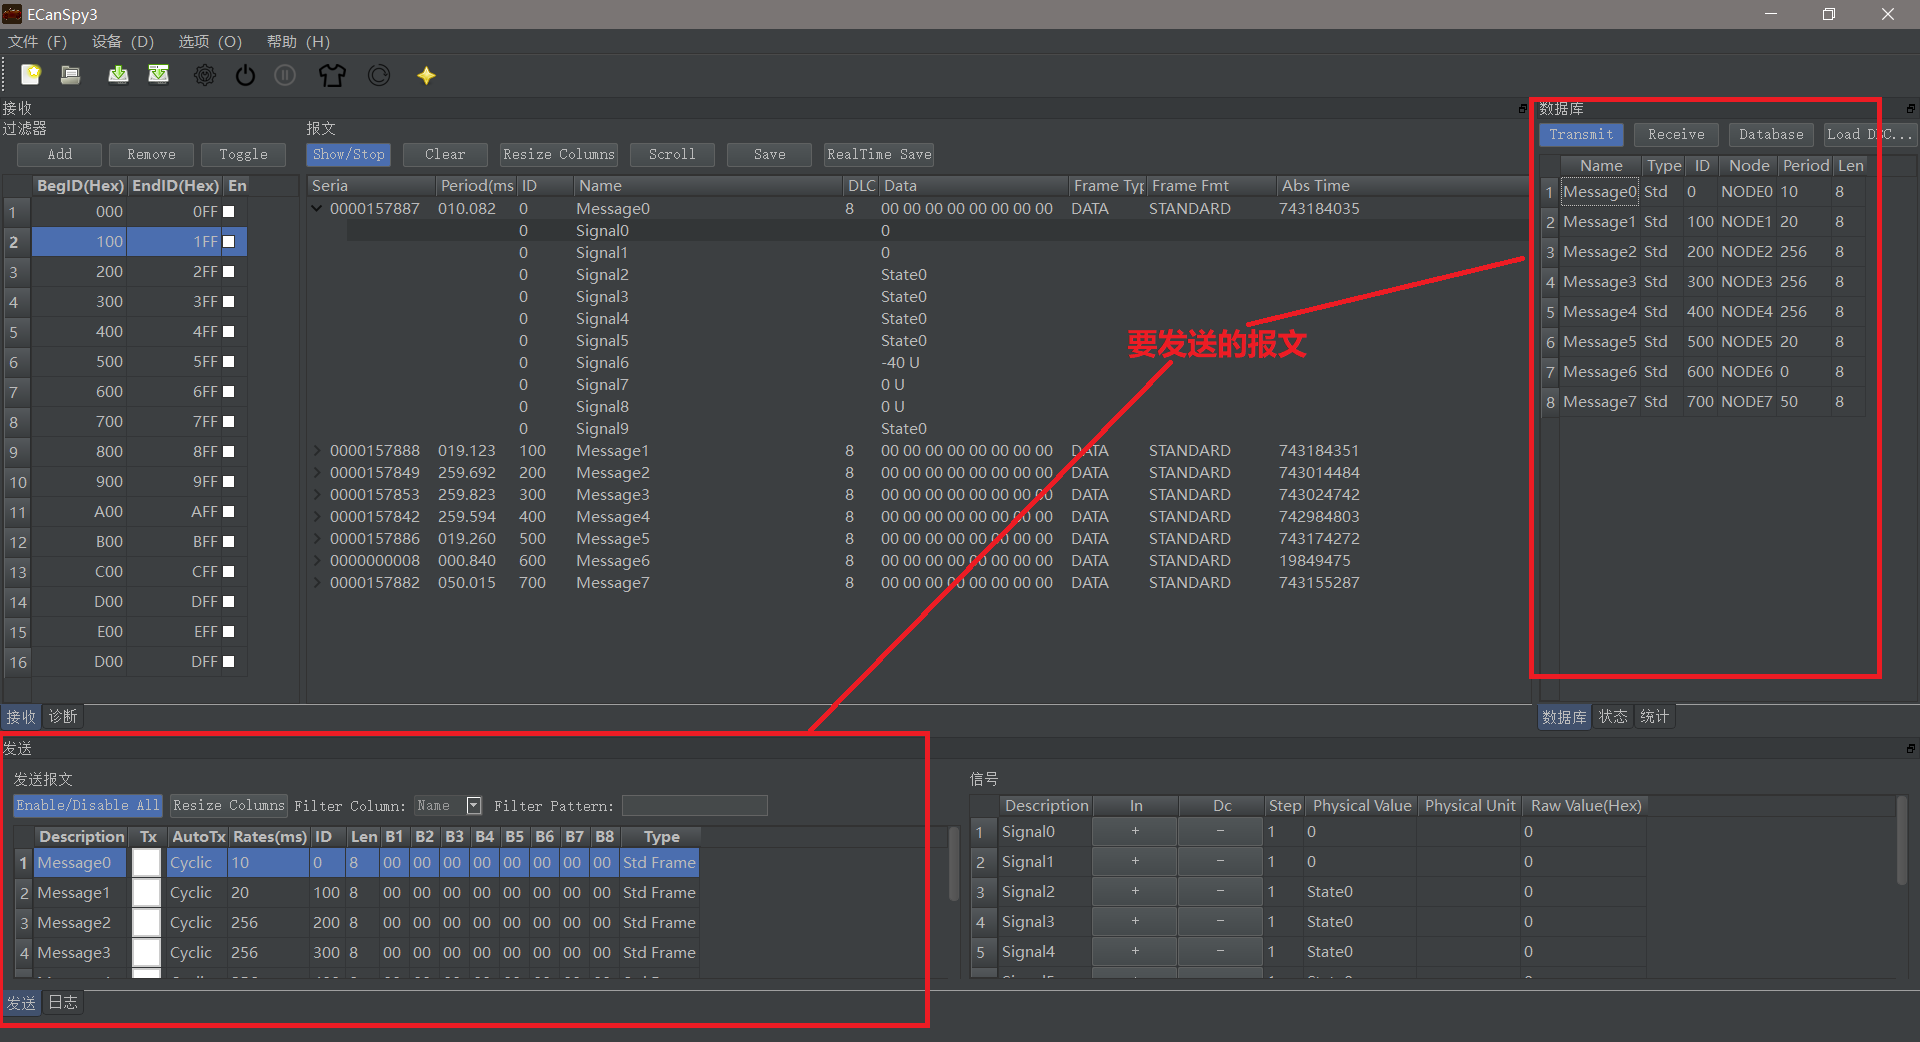 ECanSpy3
文件 (F) 设备 (D) 选项 (O) 帮助 (H)
接收
过滤器
Add Remove Toggle
BegID(Hex) EndID(Hex) En
1 000 0FF
2 100 1FF
3 200 2FF
4 300 3FF
5 400 4FF
6 500 5FF
7 600 6FF
8 700 7FF
9 800 8FF
10 900 9FF
11 A00 AFF
12 B00 BFF
13 C00 CFF
14 D00 DFF
15 E00 EFF
16 D00 DFF
报文
Show/Stop Clear Resize Columns Scroll Save RealTime Save
Seria Period(ms ID Name DLC Data Frame Typ Frame Fmt Abs Time
0000157887 010.082 0 Message0 8 00 00 00 00 00 00 00 00 DATA STANDARD 743184035
0 Signal0 0
0 Signal1 0
0 Signal2 State0
0 Signal3 State0
0 Signal4 State0
0 Signal5 State0
0 Signal6 -40 U
0 Signal7 0 U
0 Signal8 0 U
0 Signal9 State0
0000157888 019.123 100 Message1 8 00 00 00 00 00 00 00 00 DATA STANDARD 743184351
0000157849 259.692 200 Message2 8 00 00 00 00 00 00 00 00 DATA STANDARD 743014484
0000157853 259.823 300 Message3 8 00 00 00 00 00 00 00 00 DATA STANDARD 743024742
0000157842 259.594 400 Message4 8 00 00 00 00 00 00 00 00 DATA STANDARD 742984803
0000157886 019.260 500 Message5 8 00 00 00 00 00 00 00 00 DATA STANDARD 743174272
0000000008 000.840 600 Message6 8 00 00 00 00 00 00 00 00 DATA STANDARD 19849475
0000157882 050.015 700 Message7 8 00 00 00 00 00 00 00 00 DATA STANDARD 743155287
要发送的报文
数据库
Transmit Receive Database Load DBC...
Name Type ID Node Period Len
1 Message0 Std 0 NODE0 10 8
2 Message1 Std 100 NODE1 20 8
3 Message2 Std 200 NODE2 256 8
4 Message3 Std 300 NODE3 256 8
5 Message4 Std 400 NODE4 256 8
6 Message5 Std 500 NODE5 20 8
7 Message6 Std 600 NODE6 0 8
8 Message7 Std 700 NODE7 50 8
接收 诊断
数据库 状态 统计
发送
发送报文
Enable/Disable All Resize Columns Filter Column: Name Filter Pattern:
Description Tx AutoTx Rates(ms) ID Len B1 B2 B3 B4 B5 B6 B7 B8 Type
1 Message0 Cyclic 10 0 8 00 00 00 00 00 00 00 00 Std Frame
2 Message1 Cyclic 20 100 8 00 00 00 00 00 00 00 00 Std Frame
3 Message2 Cyclic 256 200 8 00 00 00 00 00 00 00 00 Std Frame
4 Message3 Cyclic 256 300 8 00 00 00 00 00 00 00 00 Std Frame
信号
Description In Dc Step Physical Value Physical Unit Raw Value(Hex)
1 Signal0 + - 1 0 0
2 Signal1 + - 1 0 0
3 Signal2 + - 1 State0 0
4 Signal3 + - 1 State0 0
5 Signal4 + - 1 State0 0
发送 日志